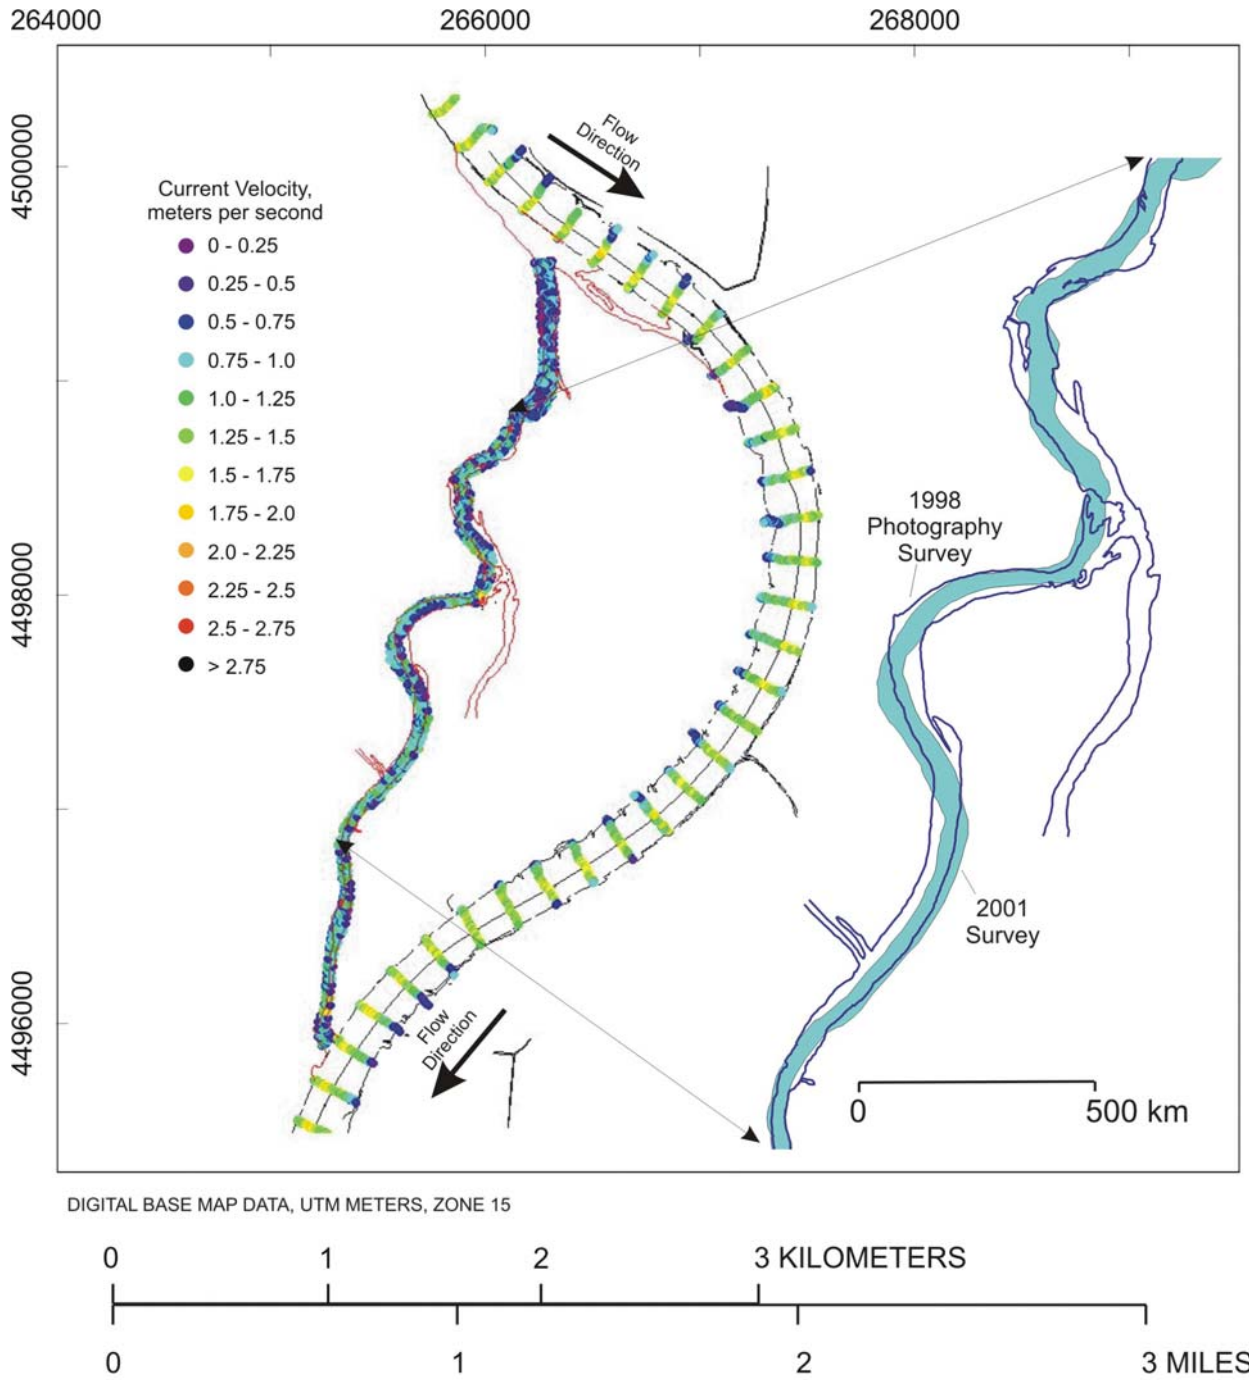 264000
266000
268000
4500000
4498000
4496000
Flow
Direction
Current Velocity,
meters per second
0 - 0.25
0.25 - 0.5
0.5 - 0.75
0.75 - 1.0
1.0 - 1.25
1.25 - 1.5
1.5 - 1.75
1.75 - 2.0
2.0 - 2.25
2.25 - 2.5
2.5 - 2.75
> 2.75
1998
Photography
Survey
2001
Survey
Flow
Direction
0
500 km
DIGITAL BASE MAP DATA, UTM METERS, ZONE 15
0 1 2 3 KILOMETERS
0 1 2 3 MILES